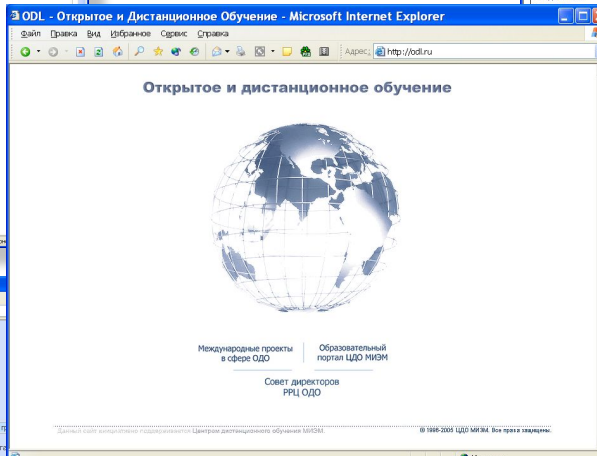 ODL - Открытое и Дистанционное Обучение - Microsoft Internet Explorer
Файл Правка Вид Избранное Сервис Справка
Адрес: http://odl.ru
Открытое и дистанционное обучение
Международные проекты
в сфере ОДО
Образовательный
портал ЦДО МИЭМ
Совет директоров
РРЦ ОДО
Данный сайт инициативно поддерживается Центром дистанционного обучения МИЭМ.
© 1998-2005 ЦДО МИЭМ. Все права защищены.